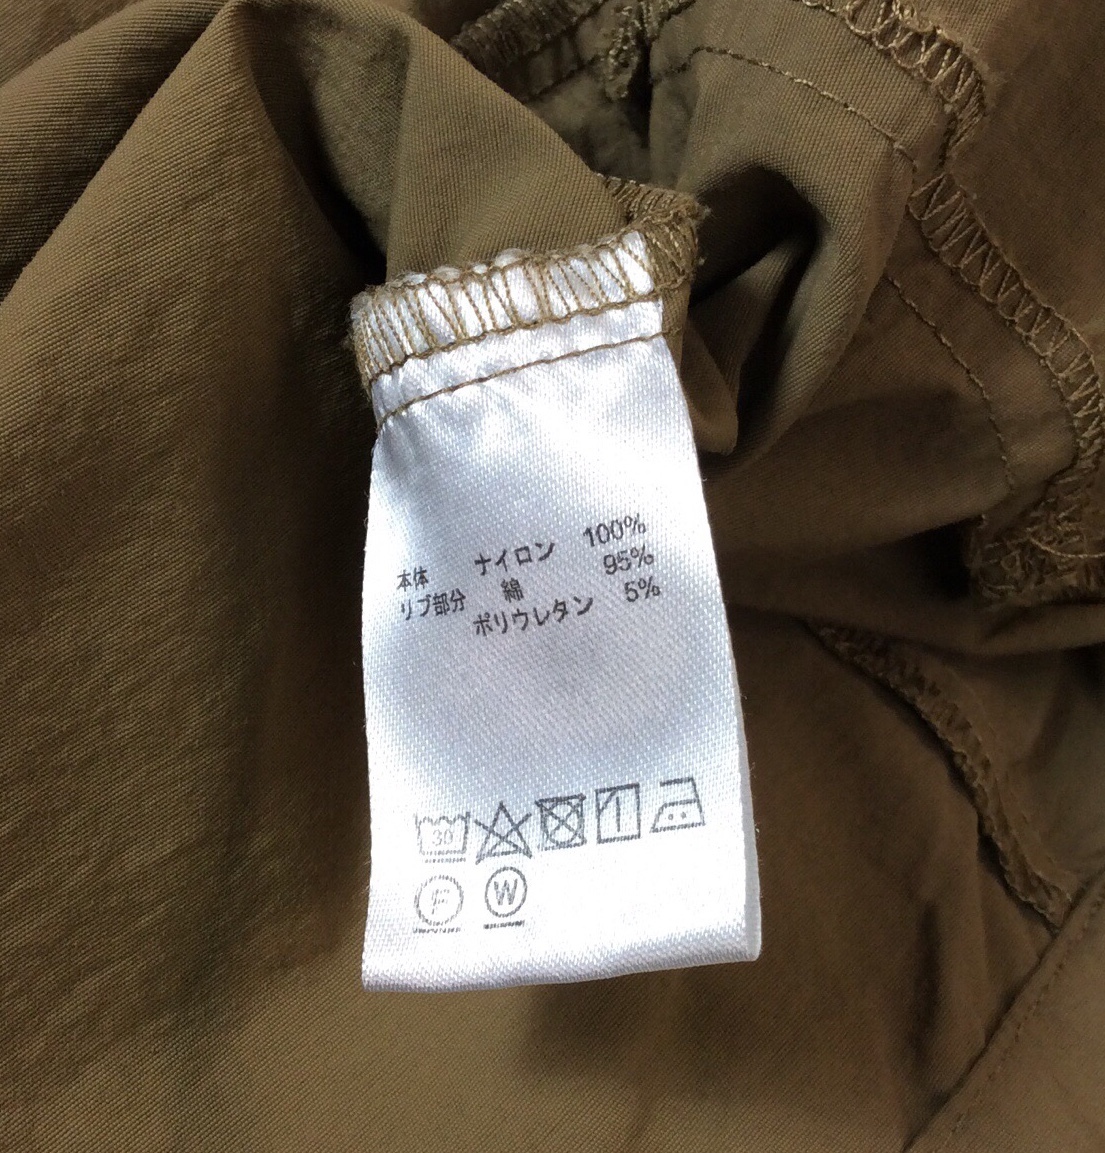 本体 ナイロン 100%
リブ部分 綿 95%
ポリウレタン 5%
30
F W